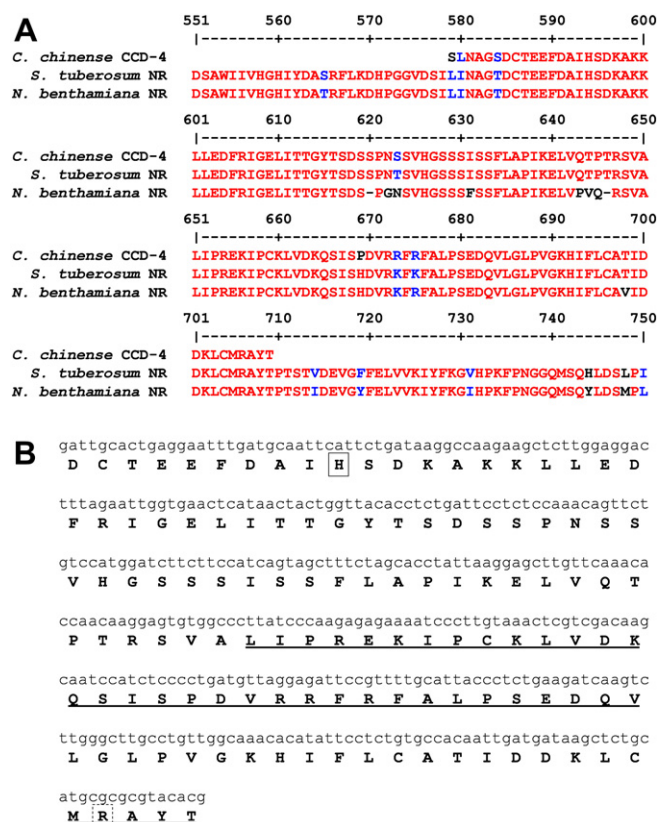 A
551 560 570 580 590 600
|--------+---------+---------+---------+---------|
C. chinense CCD-4 SLNAGSDCTEEFDAIHSDKAKK
S. tuberosum NR DSAWIIVHGHIYDASRFLKDHPGGVDSILINAGTDCTEEFDAIHSDKAKK
N. benthamiana NR DSAWIIVHGHIYDATRFLKDHPGGVDSILINAGTDCTEEFDAIHSDKAKK
601 610 620 630 640 650
|--------+---------+---------+---------+---------|
C. chinense CCD-4 LLEDFRIGELITTGYTSDSSPNSSVHGSSSISSFLAPIKELVQTPTRSVA
S. tuberosum NR LLEDFRIGELITTGYTSDSSPNTSVHGSSSISSFLAPIKELVQTPTRSVA
N. benthamiana NR LLEDFRIGELITTGYTSDS-PGNSVHGSSSFSSFLAPIKELVPVQ-RSVA
651 660 670 680 690 700
|--------+---------+---------+---------+---------|
C. chinense CCD-4 LIPREKIPCKLVDKQSISPDVRRFRFALPSEDQVLGLPVGKHIFLCATID
S. tuberosum NR LIPREKIPCKLVDKQSISHDVRKFKFALPSEDQVLGLPVGKHIFLCATID
N. benthamiana NR LIPREKIPCKLVDKQSISHDVRKFRFALPSEDQVLGLPVGKHIFLCAVID
701 710 720 730 740 750
|--------+---------+---------+---------+---------|
C. chinense CCD-4 DKLCMRAYT
S. tuberosum NR DKLCMRAYTPTSTVDEVGFFELVVKIYFKGVHPKFPNGGQMSQHLDSLPI
N. benthamiana NR DKLCMRAYTPTSTIDEVGYFELVVKIYFKGIHPKFPNGGQMSQYLDSMPL
B
gattgcactgaggaatttgatgcaattcattctgataaggccaagaagctcttggaggac
D C T E E F D A I H S D K A K K L L E D
tttagaattggtgaactcataactactggttacacctctgattcctctccaaacagttct
F R I G E L I T T G Y T S D S S P N S S
gtccatggatcttcttccatcagtagctttctagcacctattaaggagcttgttcaaaca
V H G S S S I S S F L A P I K E L V Q T
ccaacaaggagtgtggcccttatcccaagagagaaaatcccttgtaaactcgtcgacaag
P T R S V A L I P R E K I P C K L V D K
caatccatctcccctgatgttaggagattccgttttgcattaccctctgaagatcaagtc
Q S I S P D V R R F R F A L P S E D Q V
ttgggcttgcctgttggcaaacacatattcctctgtgccacaattgatgataagctctgc
L G L P V G K H I F L C A T I D D K L C
atgcgcgcgtacacg
M R A Y T